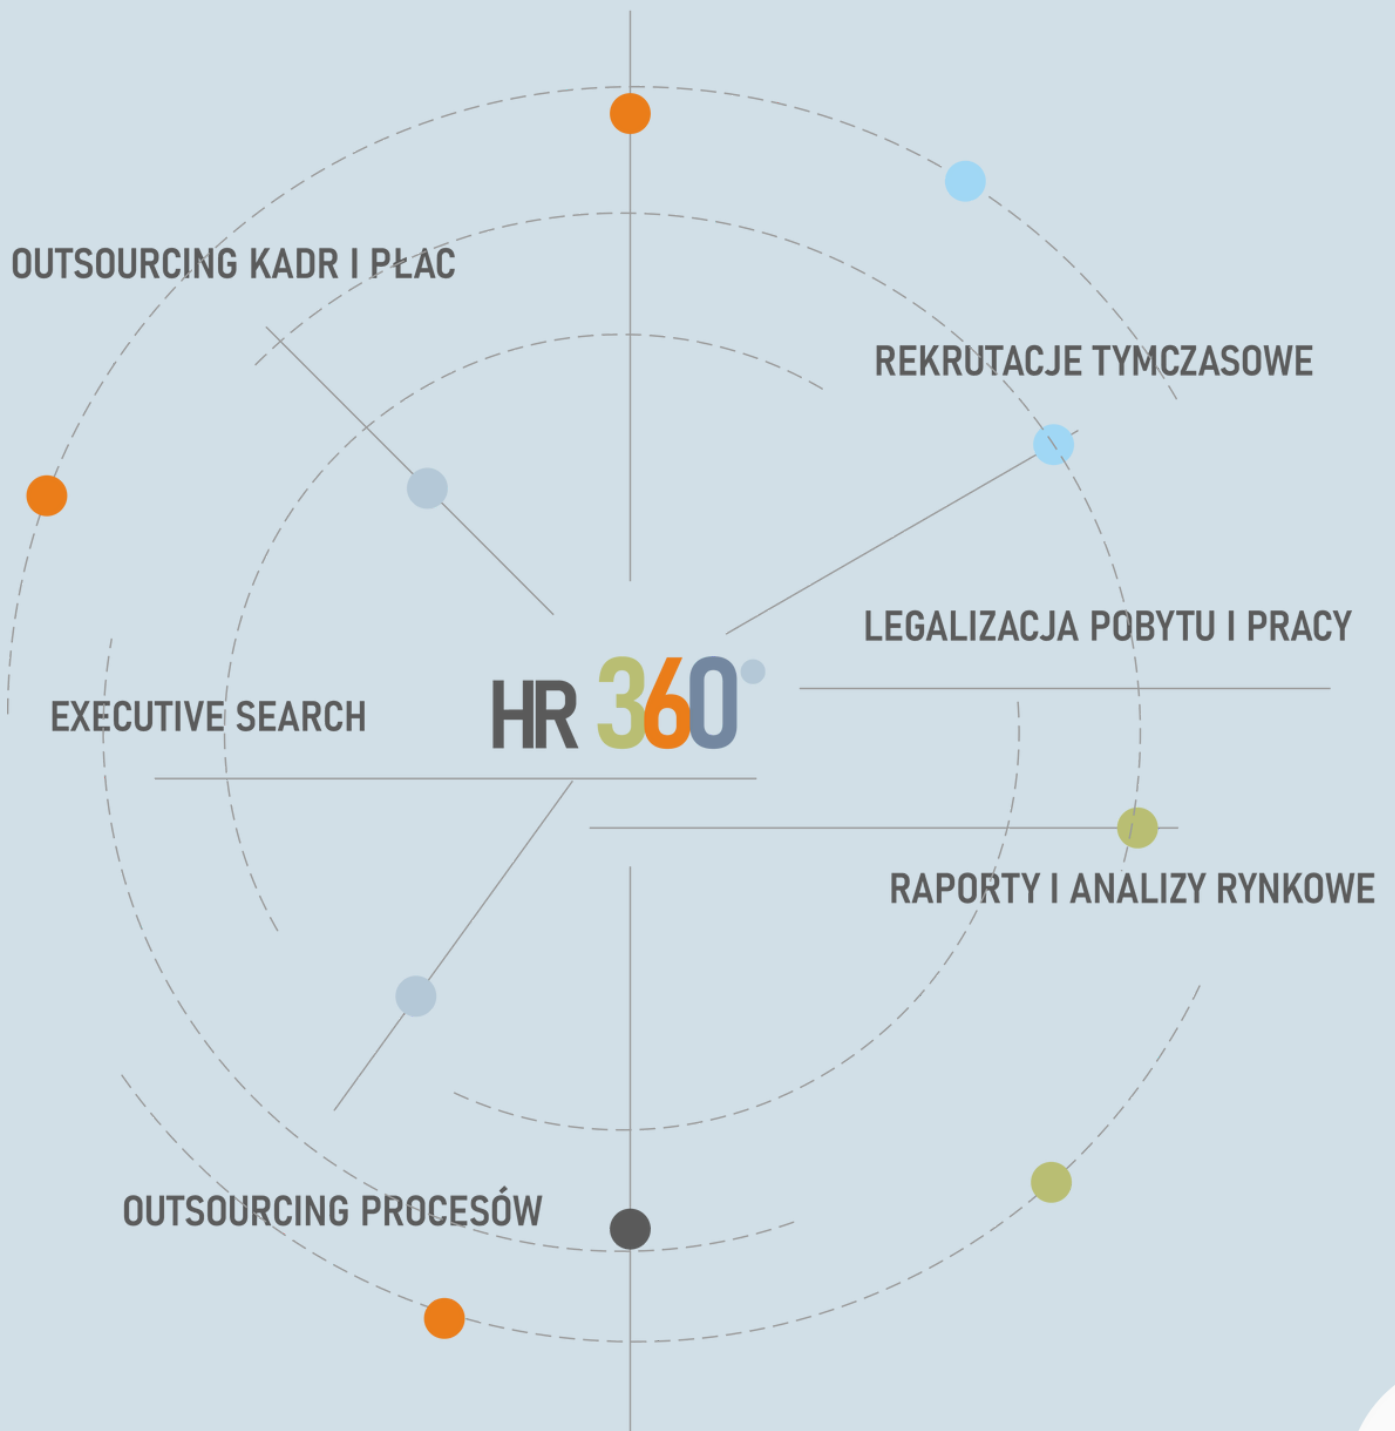 OUTSOURCING KADR I PŁAC
REKRUTACJE TYMCZASOWE
LEGALIZACJA POBYTU I PRACY
EXECUTIVE SEARCH
HR 360°
RAPORTY I ANALIZY RYNKOWE
OUTSOURCING PROCESÓW